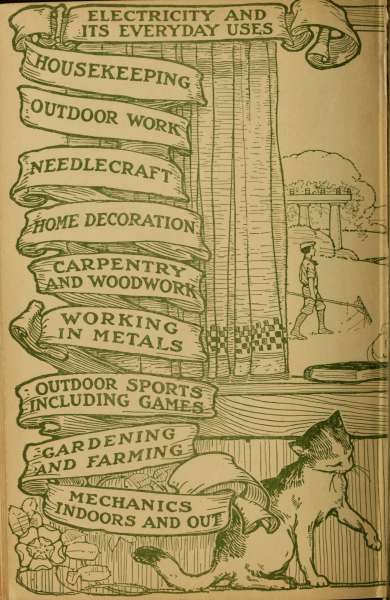 ELECTRICITY AND
ITS EVERYDAY USES
HOUSEKEEPING
OUTDOOR WORK
NEEDLECRAFT
HOME DECORATION
CARPENTRY
AND WOODWORK
WORKING
IN METALS
OUTDOOR SPORTS
INCLUDING GAMES
GARDENING
AND FARMING
MECHANICS
INDOORS AND OUT